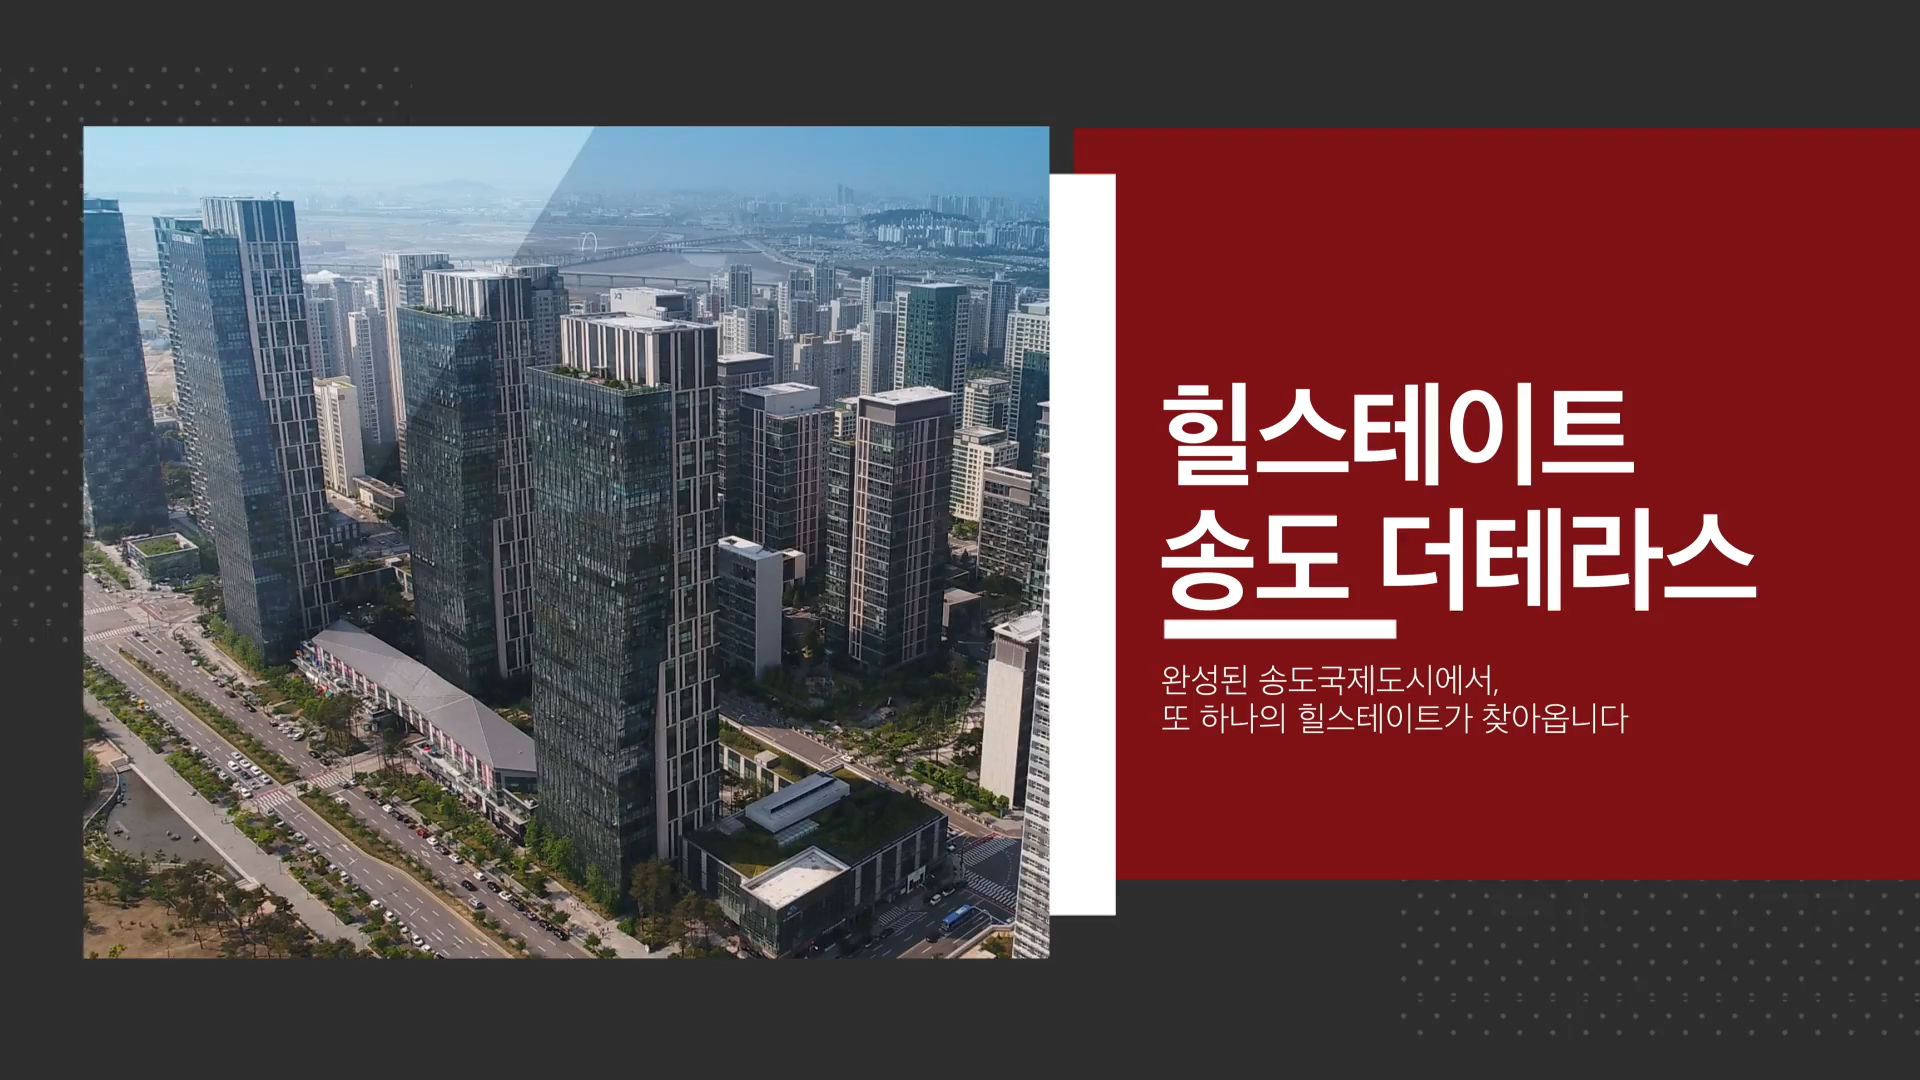 힐스테이트
송도 더테라스
완성된 송도국제도시에서,
또 하나의 힐스테이트가 찾아옵니다